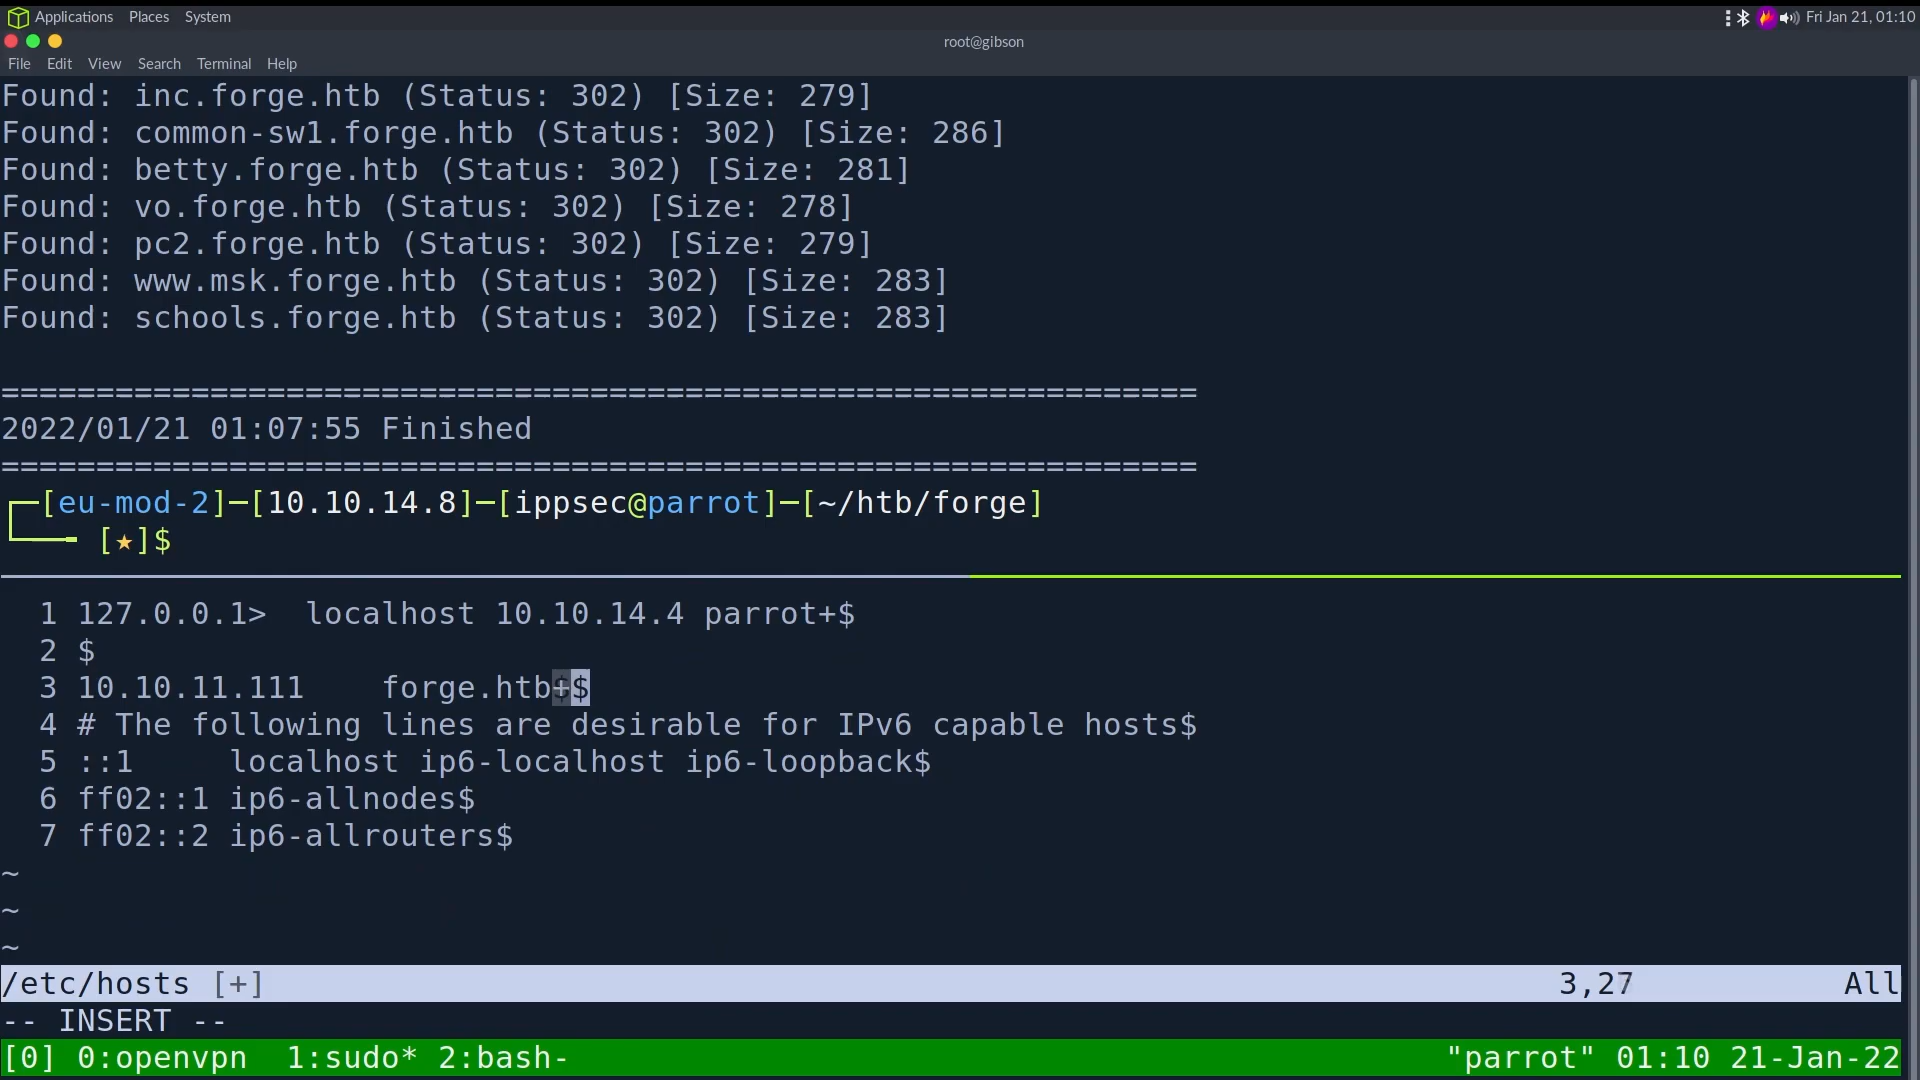 Applications Places System Fri Jan 21, 01:10
root@gibson
File Edit View Search Terminal Help
Found: inc.forge.htb (Status: 302) [Size: 279]
Found: common-sw1.forge.htb (Status: 302) [Size: 286]
Found: betty.forge.htb (Status: 302) [Size: 281]
Found: vo.forge.htb (Status: 302) [Size: 278]
Found: pc2.forge.htb (Status: 302) [Size: 279]
Found: www.msk.forge.htb (Status: 302) [Size: 283]
Found: schools.forge.htb (Status: 302) [Size: 283]
===============================================================
2022/01/21 01:07:55 Finished
===============================================================
┌─[eu-mod-2]─[10.10.14.8]─[ippsec@parrot]─[~/htb/forge]
└──╼ [★]$
1 127.0.0.1>  localhost 10.10.14.4 parrot+$
2 $
3 10.10.11.111    forge.htb$
4 # The following lines are desirable for IPv6 capable hosts$
5 ::1     localhost ip6-localhost ip6-loopback$
6 ff02::1 ip6-allnodes$
7 ff02::2 ip6-allrouters$
~
~
~
/etc/hosts [+] 3,27 All
-- INSERT --
[0] 0:openvpn  1:sudo* 2:bash- "parrot" 01:10 21-Jan-22